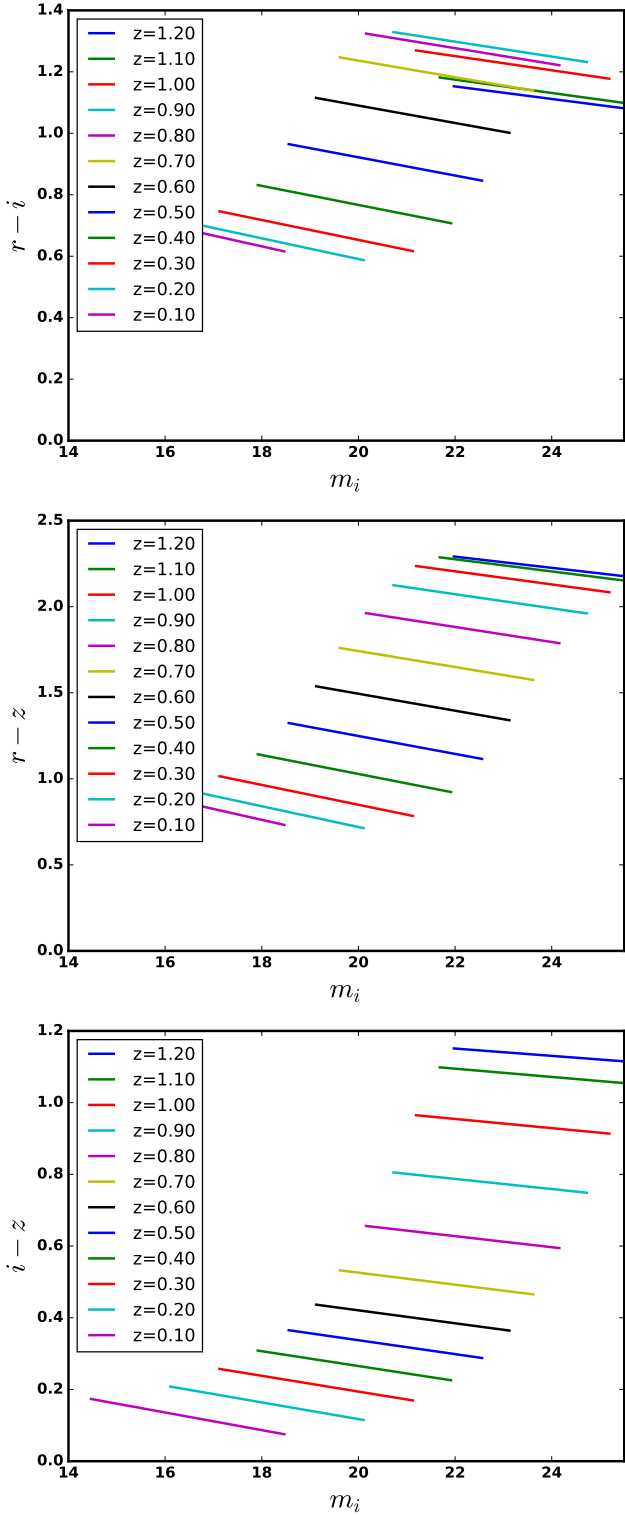 1.4
1.2
1.0
0.8
0.6
0.4
0.2
0.0
r − i
z=1.20
z=1.10
z=1.00
z=0.90
z=0.80
z=0.70
z=0.60
z=0.50
z=0.40
z=0.30
z=0.20
z=0.10
14 16 18 20 22 24
m_i
2.5
2.0
1.5
1.0
0.5
0.0
r − z
z=1.20
z=1.10
z=1.00
z=0.90
z=0.80
z=0.70
z=0.60
z=0.50
z=0.40
z=0.30
z=0.20
z=0.10
14 16 18 20 22 24
m_i
1.2
1.0
0.8
0.6
0.4
0.2
0.0
i − z
z=1.20
z=1.10
z=1.00
z=0.90
z=0.80
z=0.70
z=0.60
z=0.50
z=0.40
z=0.30
z=0.20
z=0.10
14 16 18 20 22 24
m_i